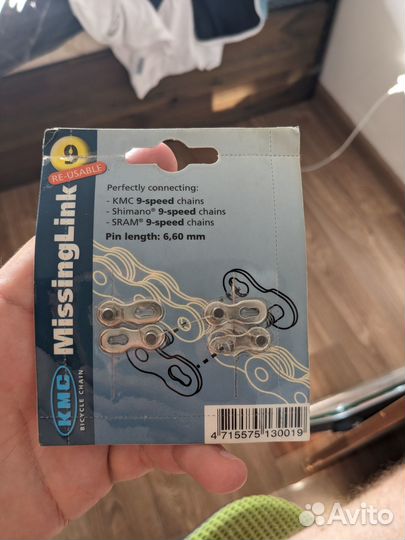 9
RE-USABLE
MissingLink
KMC
BICYCLE CHAIN
Perfectly connecting:
- KMC 9-speed chains
- Shimano® 9-speed chains
- SRAM® 9-speed chains
Pin length: 6,60 mm
4 715575 130019
Avito